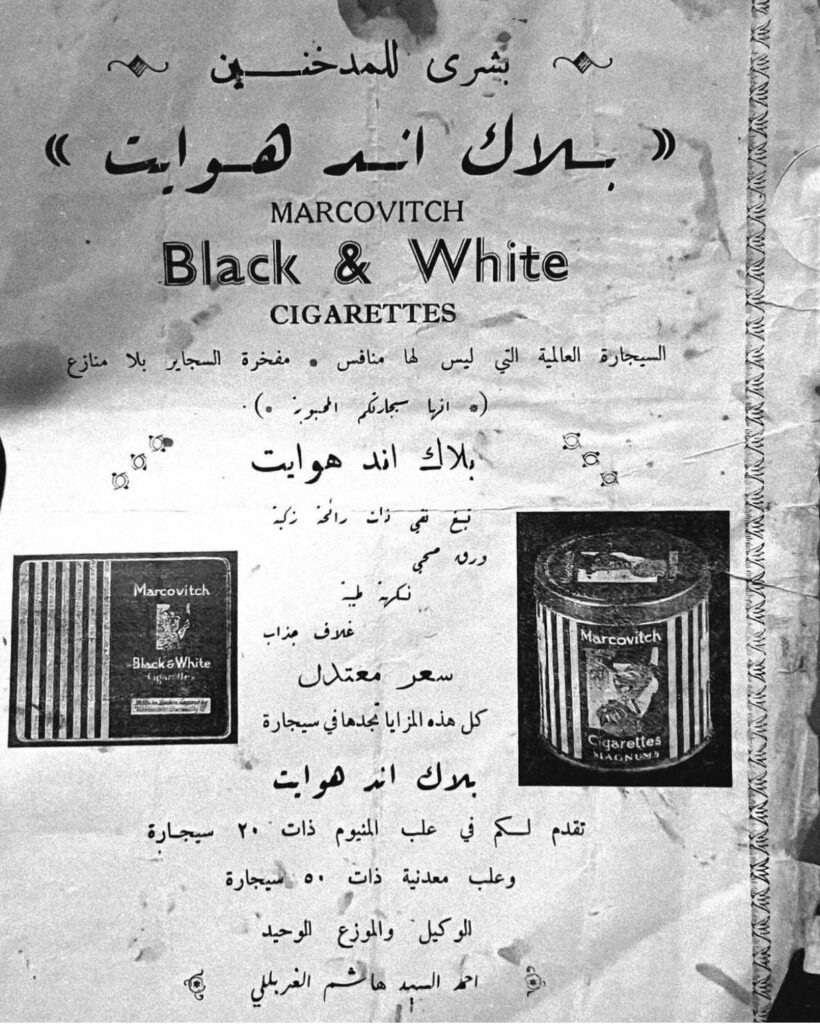 بشرى للمدخنين
« بلاك اند هوايت »
MARCOVITCH
Black & White
CIGARETTES
السيجارة العالمية التي ليس لها منافس * مفخرة السجاير بلا منازع
(* انها سيجارتكم المحبوبة *)
بلاك اند هوايت
تبغ نقي ذات رائحة زكية
ورق صحي
نكهة طيبة
غلاف جذاب
سعر معتدل
كل هذه المزايا تجدها في سيجارة
بلاك اند هوايت
تقدم لكم في علب المنيوم ذات ٢٠ سيجارة
وعلب معدنية ذات ٥٠ سيجارة
الوكيل والموزع الوحيد
احمد السيد هاشم الغربللي
Marcovitch
Black & White
Cigarettes
Marcovitch
Cigarettes
MAGNUMS